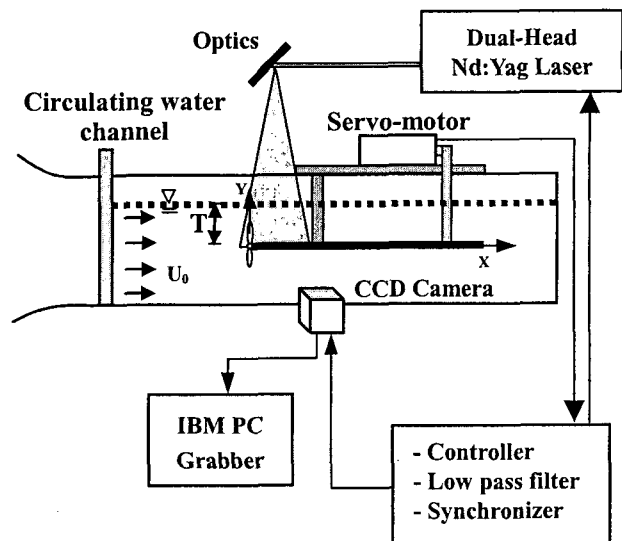 Optics
Dual-Head
Nd:Yag Laser
Circulating water
channel
Servo-motor
Y
T
X
U₀
CCD Camera
IBM PC
Grabber
- Controller
- Low pass filter
- Synchronizer